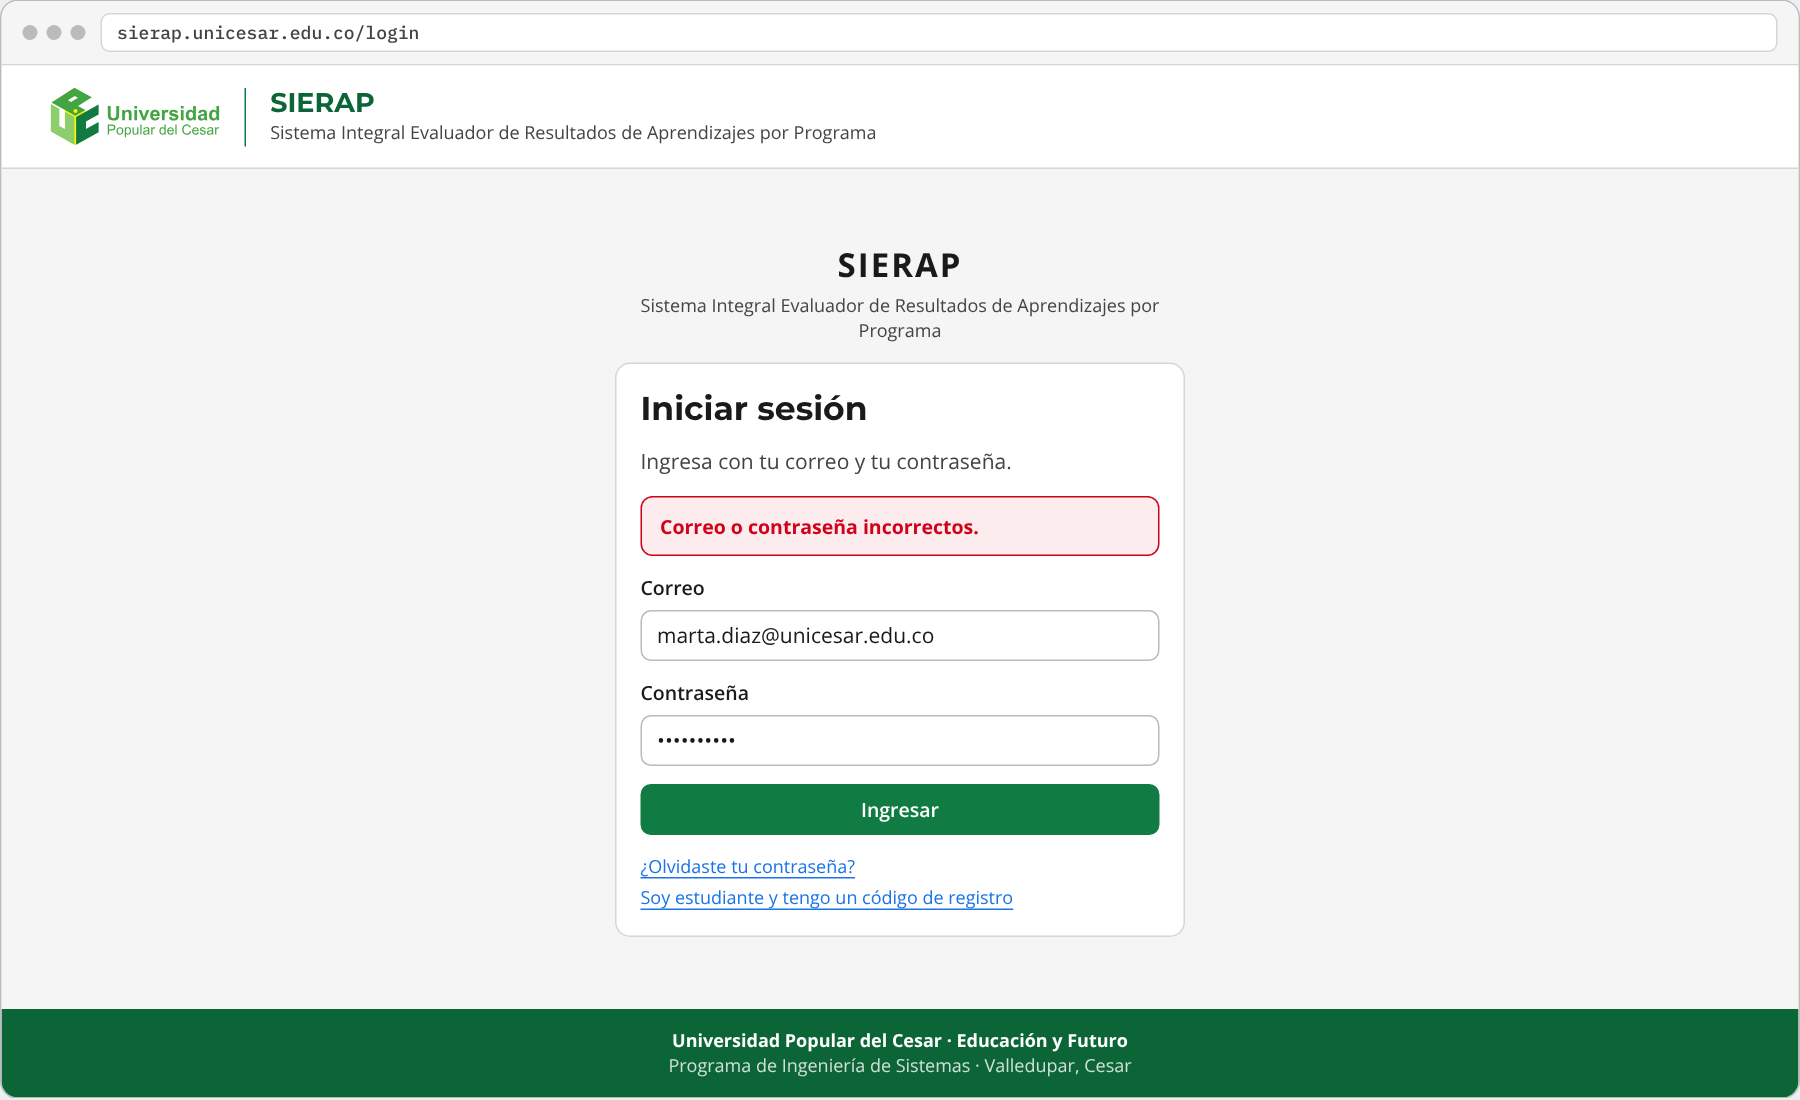 sierap.unicesar.edu.co/login
Universidad
Popular del Cesar
SIERAP
Sistema Integral Evaluador de Resultados de Aprendizajes por Programa
SIERAP
Sistema Integral Evaluador de Resultados de Aprendizajes por
Programa
Iniciar sesión
Ingresa con tu correo y tu contraseña.
Correo o contraseña incorrectos.
Correo
marta.diaz@unicesar.edu.co
Contraseña
••••••••••
Ingresar
¿Olvidaste tu contraseña?
Soy estudiante y tengo un código de registro
Universidad Popular del Cesar · Educación y Futuro
Programa de Ingeniería de Sistemas · Valledupar, Cesar